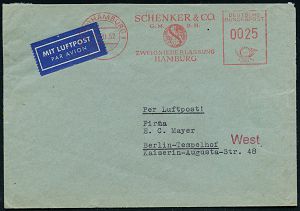 HAMBURG 1
SCHENKER & CO.
G.M. B.H.
ZWEIGNIEDERLASSUNG
HAMBURG
DEUTSCHE
BUNDESPOST
0025
MIT LUFTPOST
PAR AVION
Per Luftpost!
Firma
E. C. Mayer
Berlin-Tempelhof
Kaiserin-Augusta-Str. 48
West